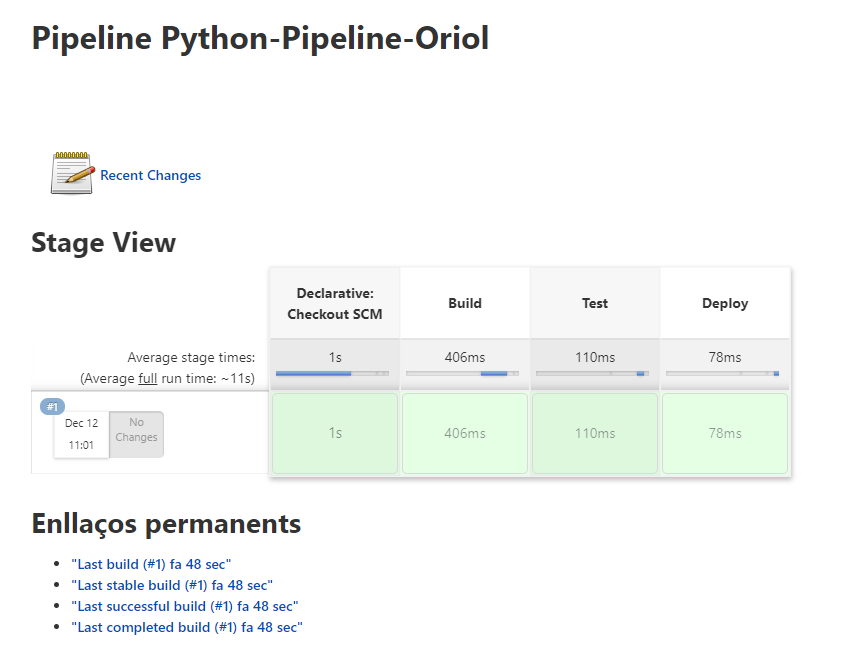 Pipeline Python-Pipeline-Oriol
Recent Changes
Stage View
Declarative:
Checkout SCM
Build
Test
Deploy
Average stage times:
(Average full run time: ~11s)
1s
406ms
110ms
78ms
#1
Dec 12
11:01
No
Changes
1s
406ms
110ms
78ms
Enllaços permanents
"Last build (#1) fa 48 sec"
"Last stable build (#1) fa 48 sec"
"Last successful build (#1) fa 48 sec"
"Last completed build (#1) fa 48 sec"